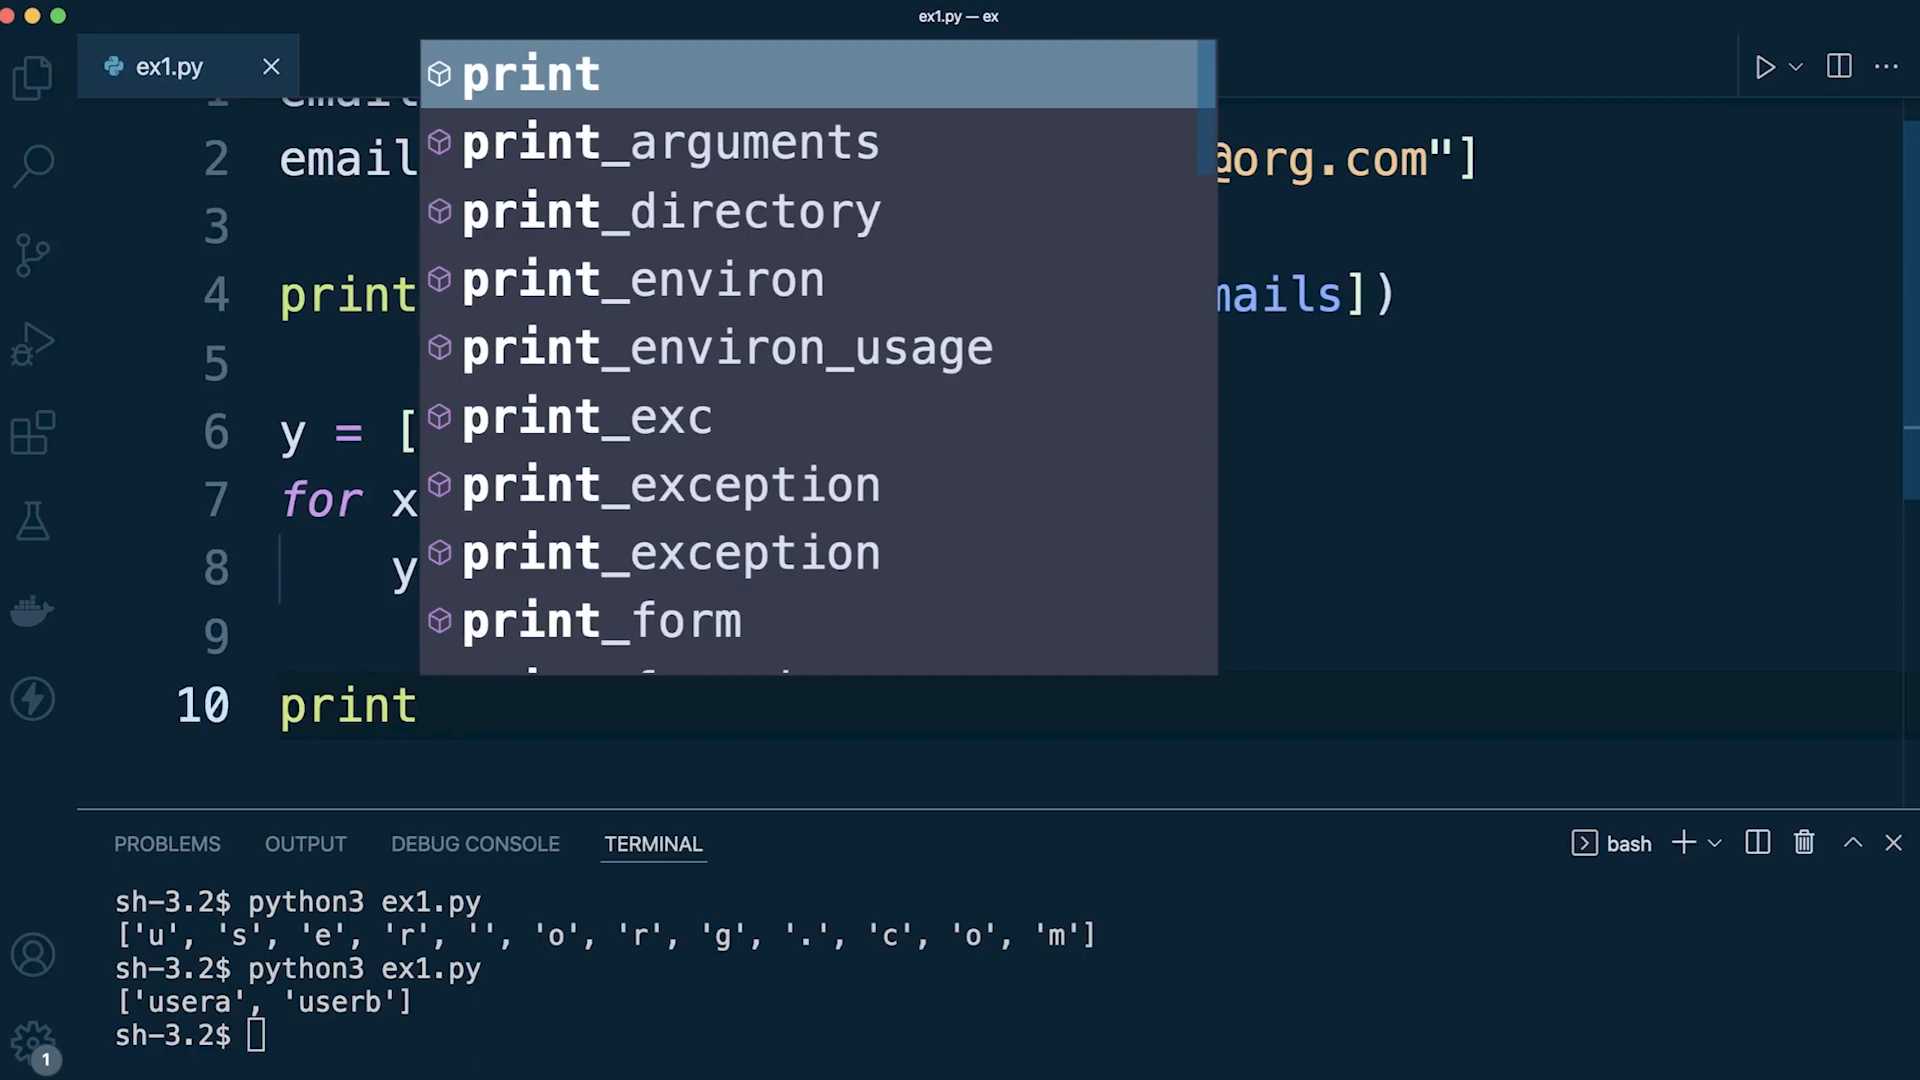 ex1.py — ex
ex1.py
print
print_arguments
print_directory
print_environ
print_environ_usage
print_exc
print_exception
print_exception
print_form
2 email @org.com"]
3
4 print mails])
5
6 y = [
7 for x
8 y
9
10 print
PROBLEMS OUTPUT DEBUG CONSOLE TERMINAL bash
sh-3.2$ python3 ex1.py
['u', 's', 'e', 'r', '', 'o', 'r', 'g', '.', 'c', 'o', 'm']
sh-3.2$ python3 ex1.py
['usera', 'userb']
sh-3.2$
1